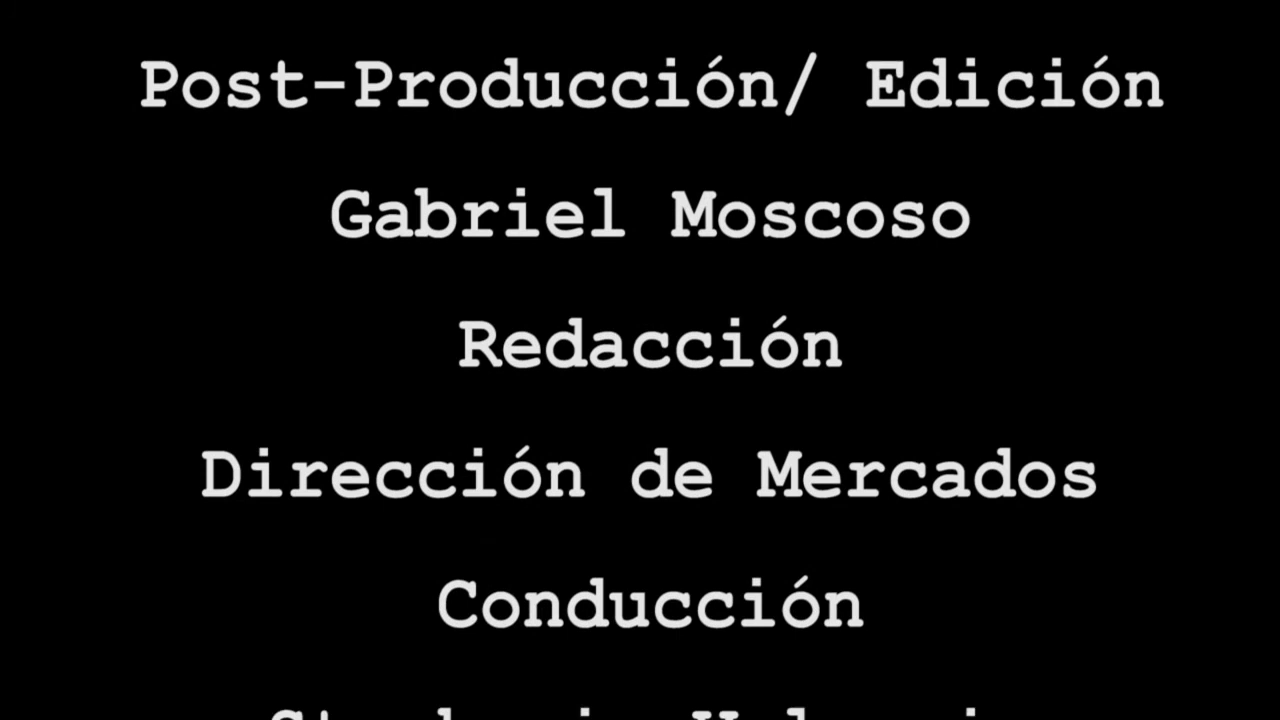 Post-Producción/ Edición
Gabriel Moscoso
Redacción
Dirección de Mercados
Conducción